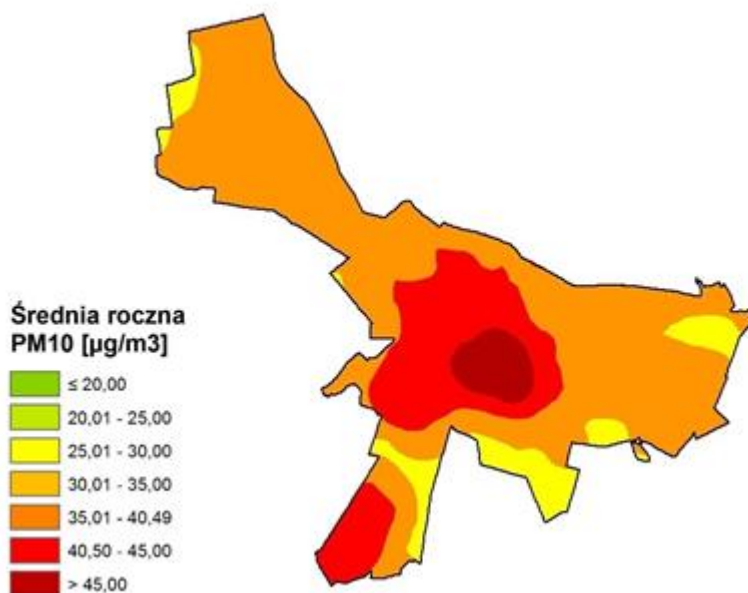 Średnia roczna
PM10 [µg/m3]
≤ 20,00
20,01 - 25,00
25,01 - 30,00
30,01 - 35,00
35,01 - 40,49
40,50 - 45,00
> 45,00